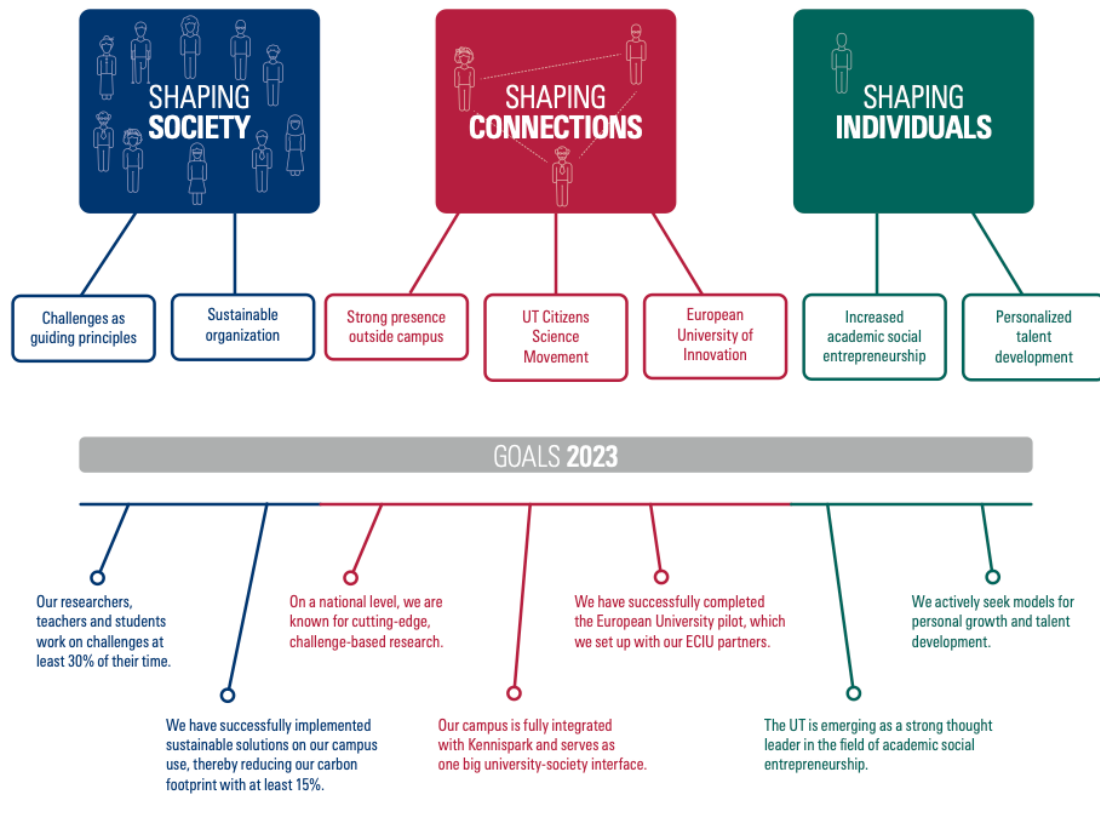 SHAPING
SOCIETY
SHAPING
CONNECTIONS
SHAPING
INDIVIDUALS
Challenges as
guiding principles
Sustainable
organization
Strong presence
outside campus
UT Citizens
Science
Movement
European
University of
Innovation
Increased
academic social
entrepreneurship
Personalized
talent
development
GOALS 2023
Our researchers,
teachers and students
work on challenges at
least 30% of their time.
We have successfully implemented
sustainable solutions on our campus
use, thereby reducing our carbon
footprint with at least 15%.
On a national level, we are
known for cutting-edge,
challenge-based research.
Our campus is fully integrated
with Kennispark and serves as
one big university-society interface.
We have successfully completed
the European University pilot, which
we set up with our ECIU partners.
The UT is emerging as a strong thought
leader in the field of academic social
entrepreneurship.
We actively seek models for
personal growth and talent
development.